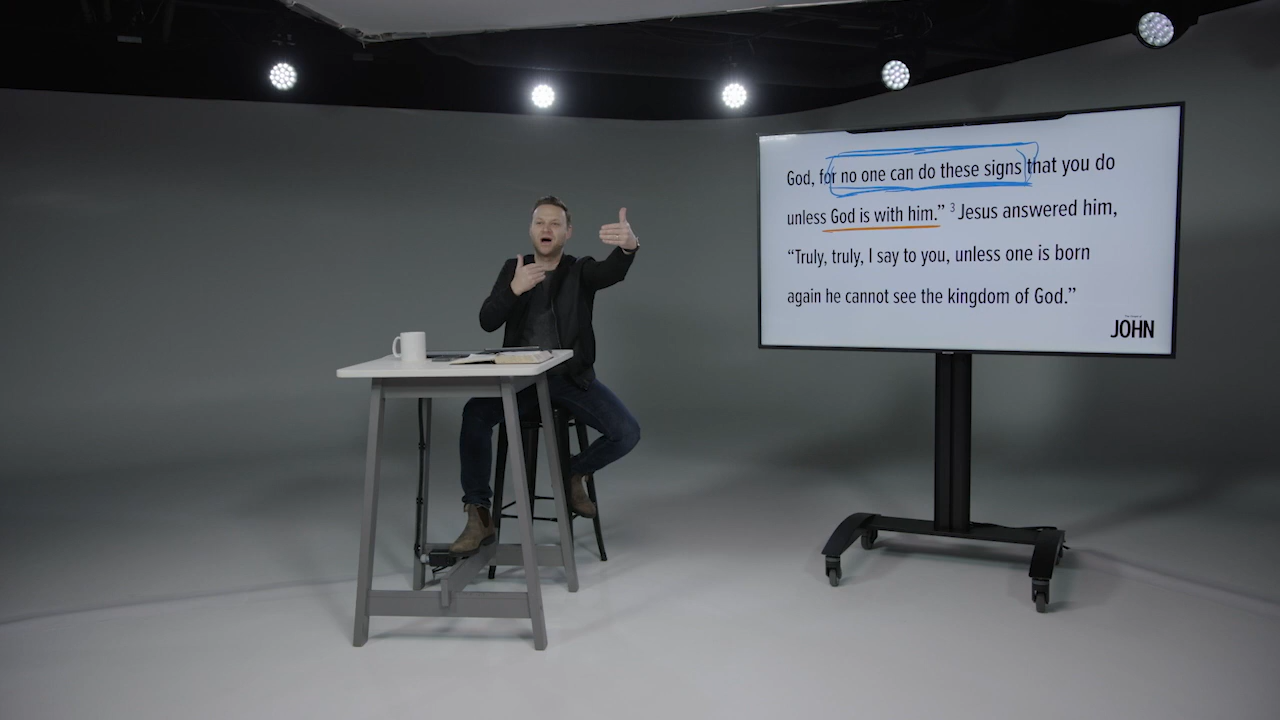 God, for no one can do these signs that you do
unless God is with him.” ³ Jesus answered him,
“Truly, truly, I say to you, unless one is born
again he cannot see the kingdom of God.”
JOHN